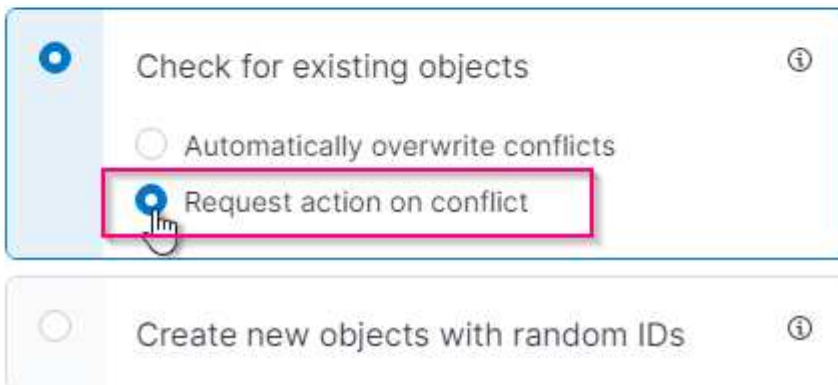 Check for existing objects
Automatically overwrite conflicts
Request action on conflict
Create new objects with random IDs